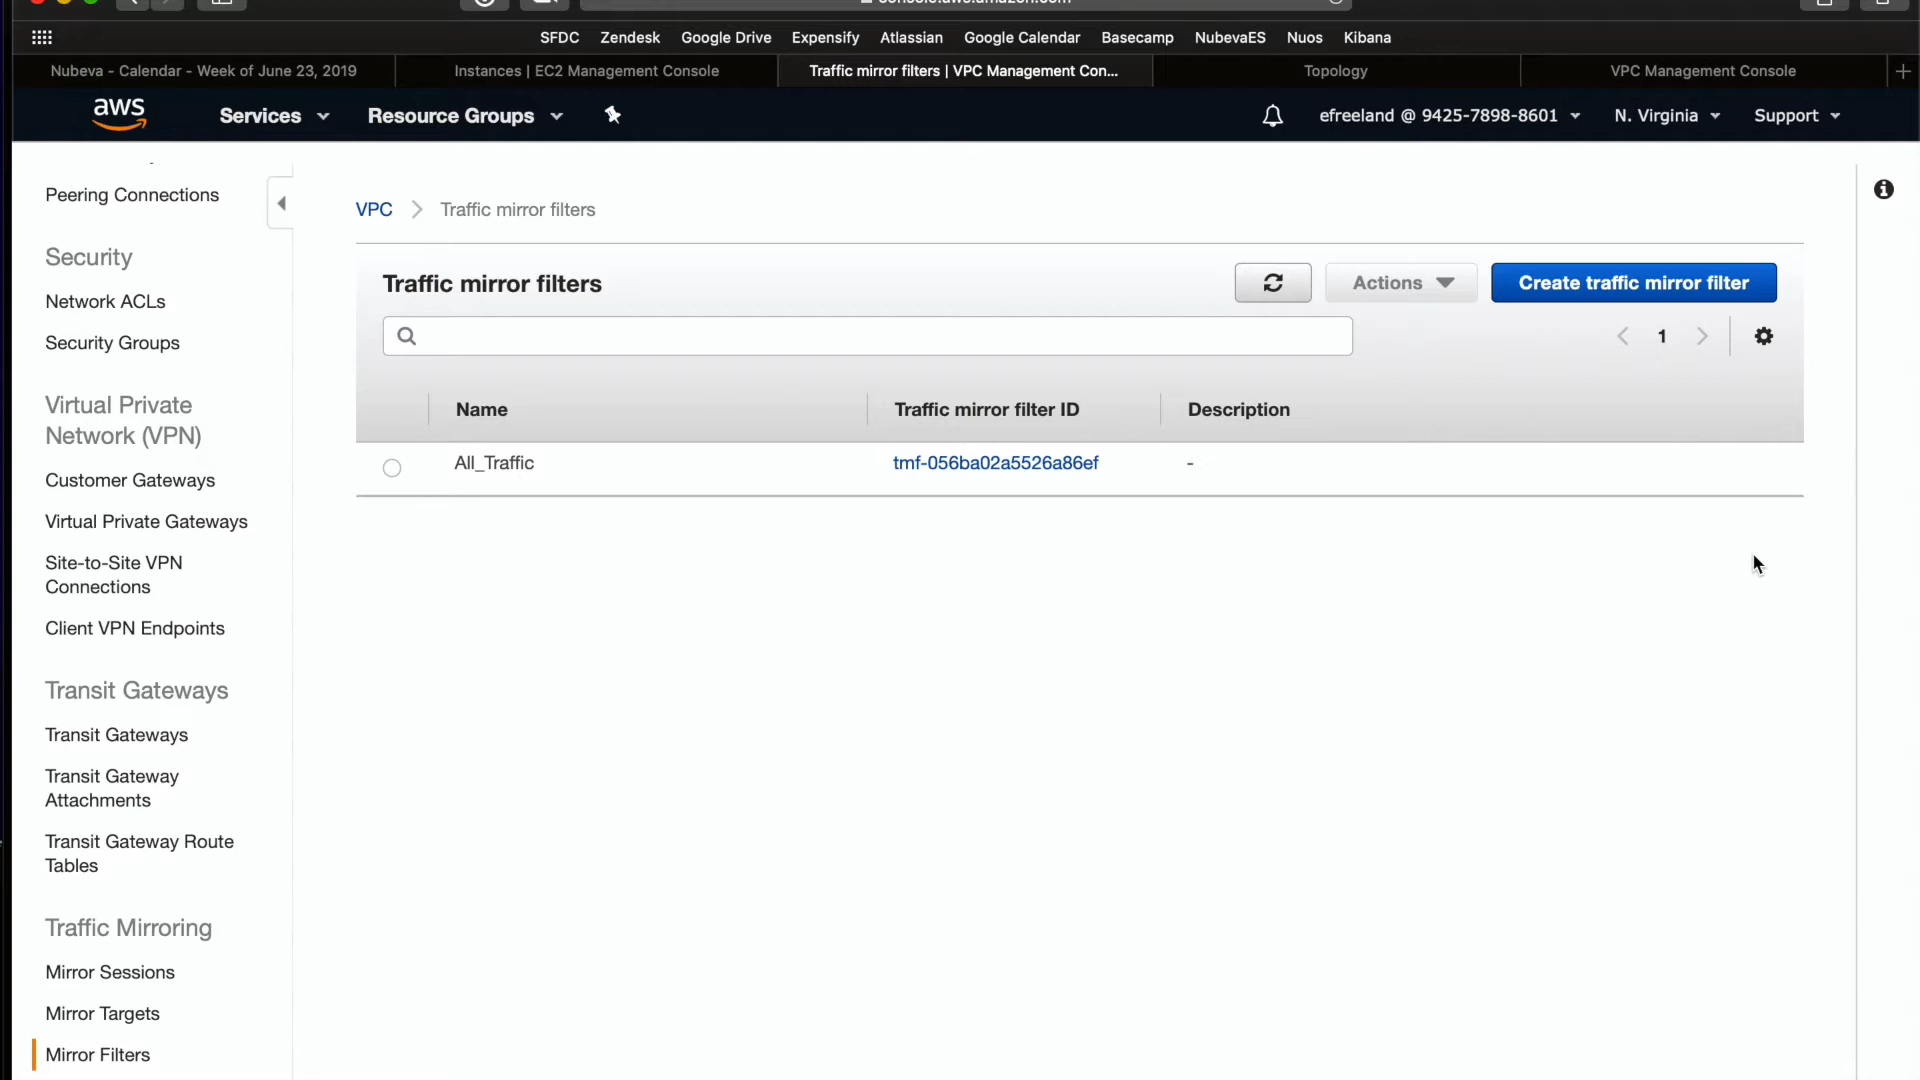 console.aws.amazon.com
SFDC Zendesk Google Drive Expensify Atlassian Google Calendar Basecamp NubevaES Nuos Kibana
Nubeva - Calendar - Week of June 23, 2019
Instances | EC2 Management Console
Traffic mirror filters | VPC Management Con...
Topology
VPC Management Console
aws
Services
Resource Groups
efreeland @ 9425-7898-8601
N. Virginia
Support
Peering Connections
Security
Network ACLs
Security Groups
Virtual Private
Network (VPN)
Customer Gateways
Virtual Private Gateways
Site-to-Site VPN
Connections
Client VPN Endpoints
Transit Gateways
Transit Gateways
Transit Gateway
Attachments
Transit Gateway Route
Tables
Traffic Mirroring
Mirror Sessions
Mirror Targets
Mirror Filters
VPC > Traffic mirror filters
Traffic mirror filters
Actions
Create traffic mirror filter
1
Name Traffic mirror filter ID Description
All_Traffic tmf-056ba02a5526a86ef -